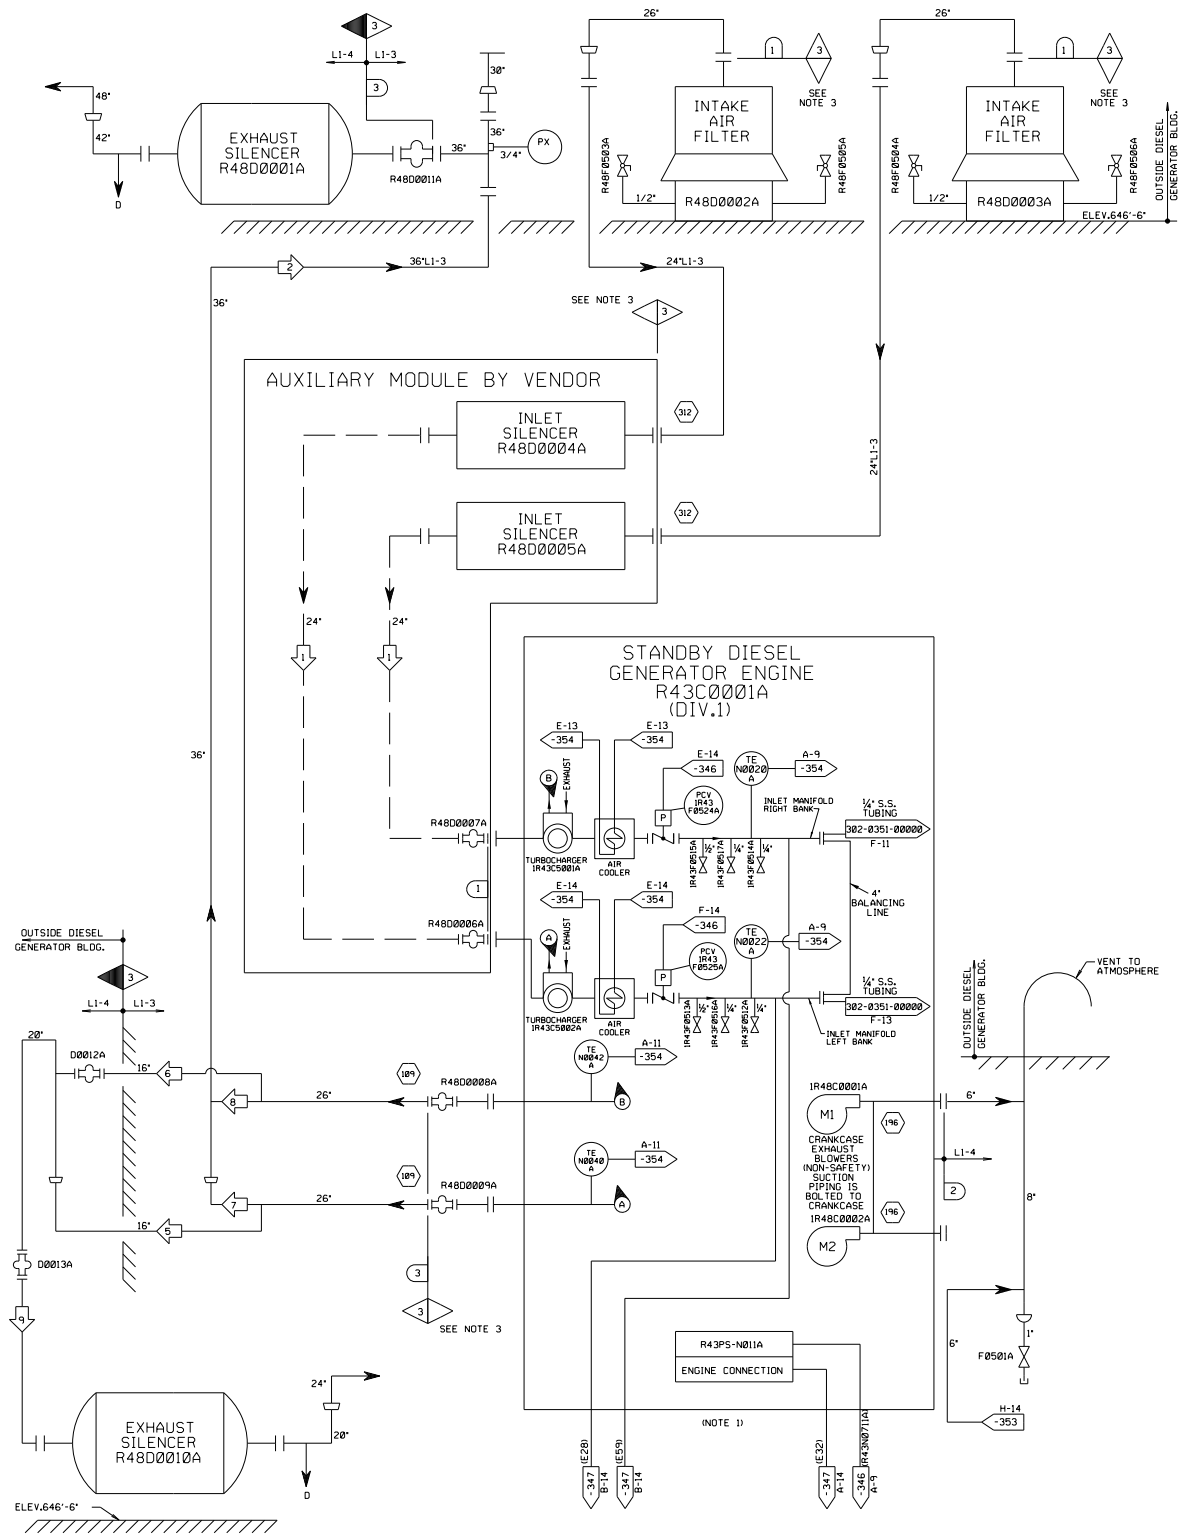 26"
26"
3
L1-4
L1-3
3
30"
1
3
SEE
NOTE 3
1
3
SEE
NOTE 3
48"
42"
EXHAUST
SILENCER
R48D0001A
D
R48D0011A
36"
36"
3/4"
PX
INTAKE
AIR
FILTER
R48F0503A
R48F0505A
1/2"
R48D0002A
INTAKE
AIR
FILTER
R48F0504A
R48F0506A
1/2"
R48D0003A
OUTSIDE DIESEL
GENERATOR BLDG.
ELEV.646'-6"
2
36"L1-3
24"L1-3
36"
SEE NOTE 3
3
AUXILIARY MODULE BY VENDOR
INLET
SILENCER
R48D0004A
312
24"L1-3
INLET
SILENCER
R48D0005A
312
24"
24"
1
1
STANDBY DIESEL
GENERATOR ENGINE
R43C0001A
(DIV.1)
36"
E-13
-354
E-13
-354
E-14
-346
TE
N0020
A
A-9
-354
B
EXHAUST
PCV
1R43
F0524A
P
INLET MANIFOLD
RIGHT BANK
1/4" S.S.
TUBING
302-0351-00000
F-11
R48D0007A
TURBOCHARGER
1R43C5001A
AIR
COOLER
1R43F0515A
1/2"
1R43F0517A
1/4"
1R43F0514A
1/4"
1
E-14
-354
E-14
-354
4"
BALANCING
LINE
R48D0006A
A
EXHAUST
F-14
-346
PCV
1R43
F0525A
P
TE
N0022
A
A-9
-354
OUTSIDE DIESEL
GENERATOR BLDG.
3
L1-4
L1-3
TURBOCHARGER
1R43C5002A
AIR
COOLER
1R43F0513A
1/2"
1R43F0516A
1/4"
1R43F0512A
1/4"
1/4" S.S.
TUBING
302-0351-00000
F-13
INLET MANIFOLD
LEFT BANK
OUTSIDE DIESEL
GENERATOR BLDG.
VENT TO
ATMOSPHERE
20"
D0012A
16"
6
109
R48D0008A
TE
N0042
A
A-11
-354
8
26"
B
1R48C0001A
M1
6"
196
CRANKCASE
EXHAUST
BLOWERS
(NON-SAFETY)
SUCTION
PIPING IS
BOLTED TO
CRANKCASE
L1-4
2
109
R48D0009A
TE
N0040
A
A-11
-354
7
26"
A
8"
16"
5
1R48C0002A
M2
196
D0013A
3
3
SEE NOTE 3
9
R43PS-N011A
ENGINE CONNECTION
6"
1"
F0501A
24"
20"
EXHAUST
SILENCER
R48D0010A
D
(NOTE 1)
H-14
-353
(E28)
-347
B-14
(E59)
-347
B-14
(E32)
-347
A-14
(R43N0711A)
-346
A-9
ELEV.646'-6"